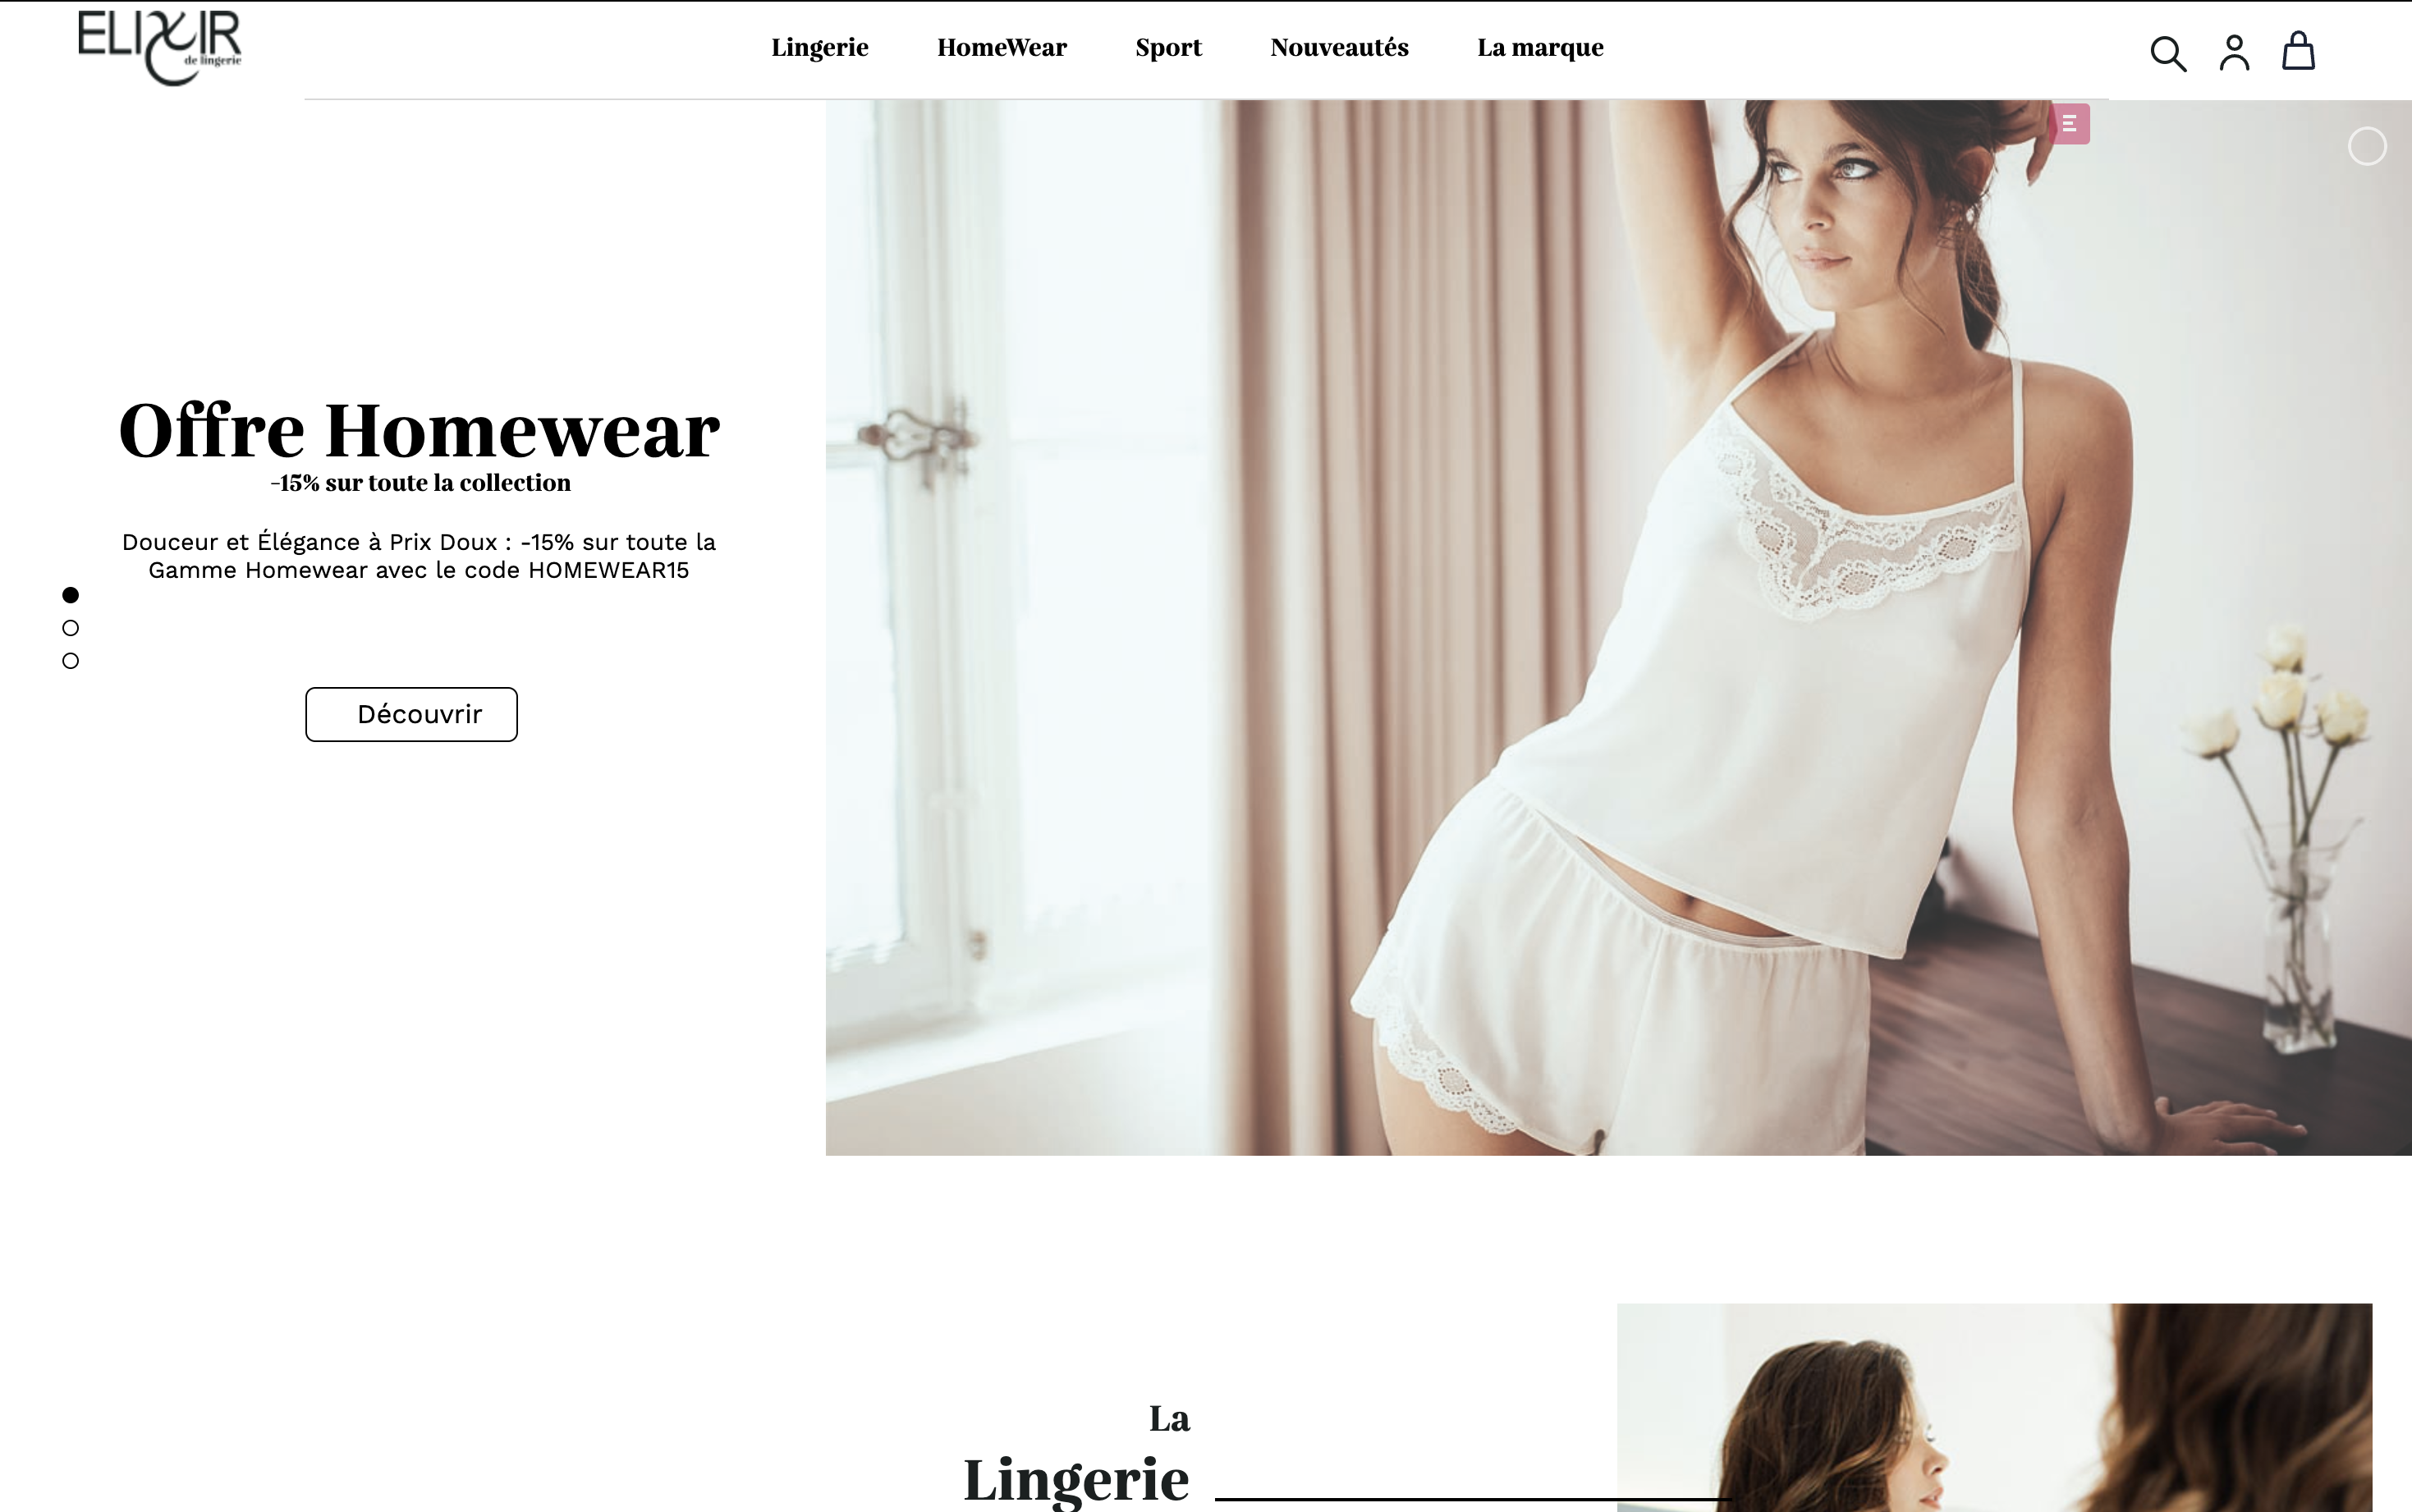 ELIXIR
de lingerie
Lingerie
HomeWear
Sport
Nouveautés
La marque
Offre Homewear
-15% sur toute la collection
Douceur et Élégance à Prix Doux : -15% sur toute la
Gamme Homewear avec le code HOMEWEAR15
Découvrir
La
Lingerie